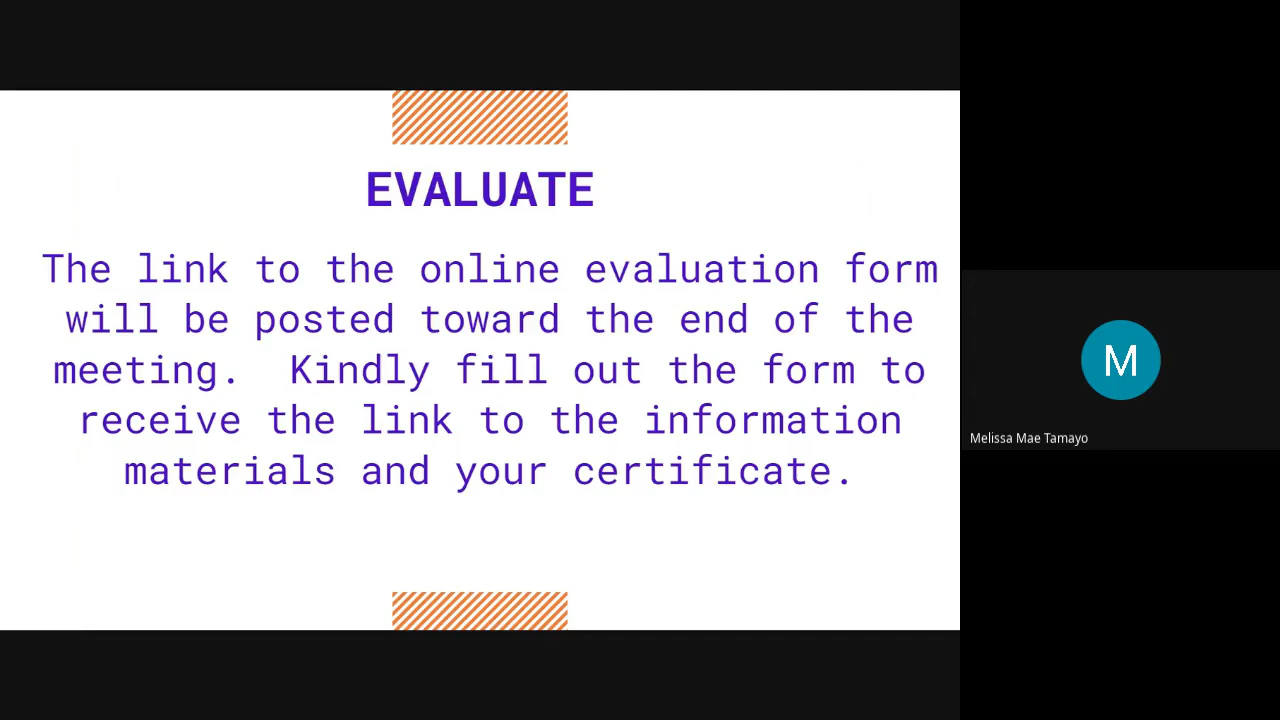 EVALUATE
The link to the online evaluation form
will be posted toward the end of the
meeting.  Kindly fill out the form to
receive the link to the information
materials and your certificate.
M
Melissa Mae Tamayo